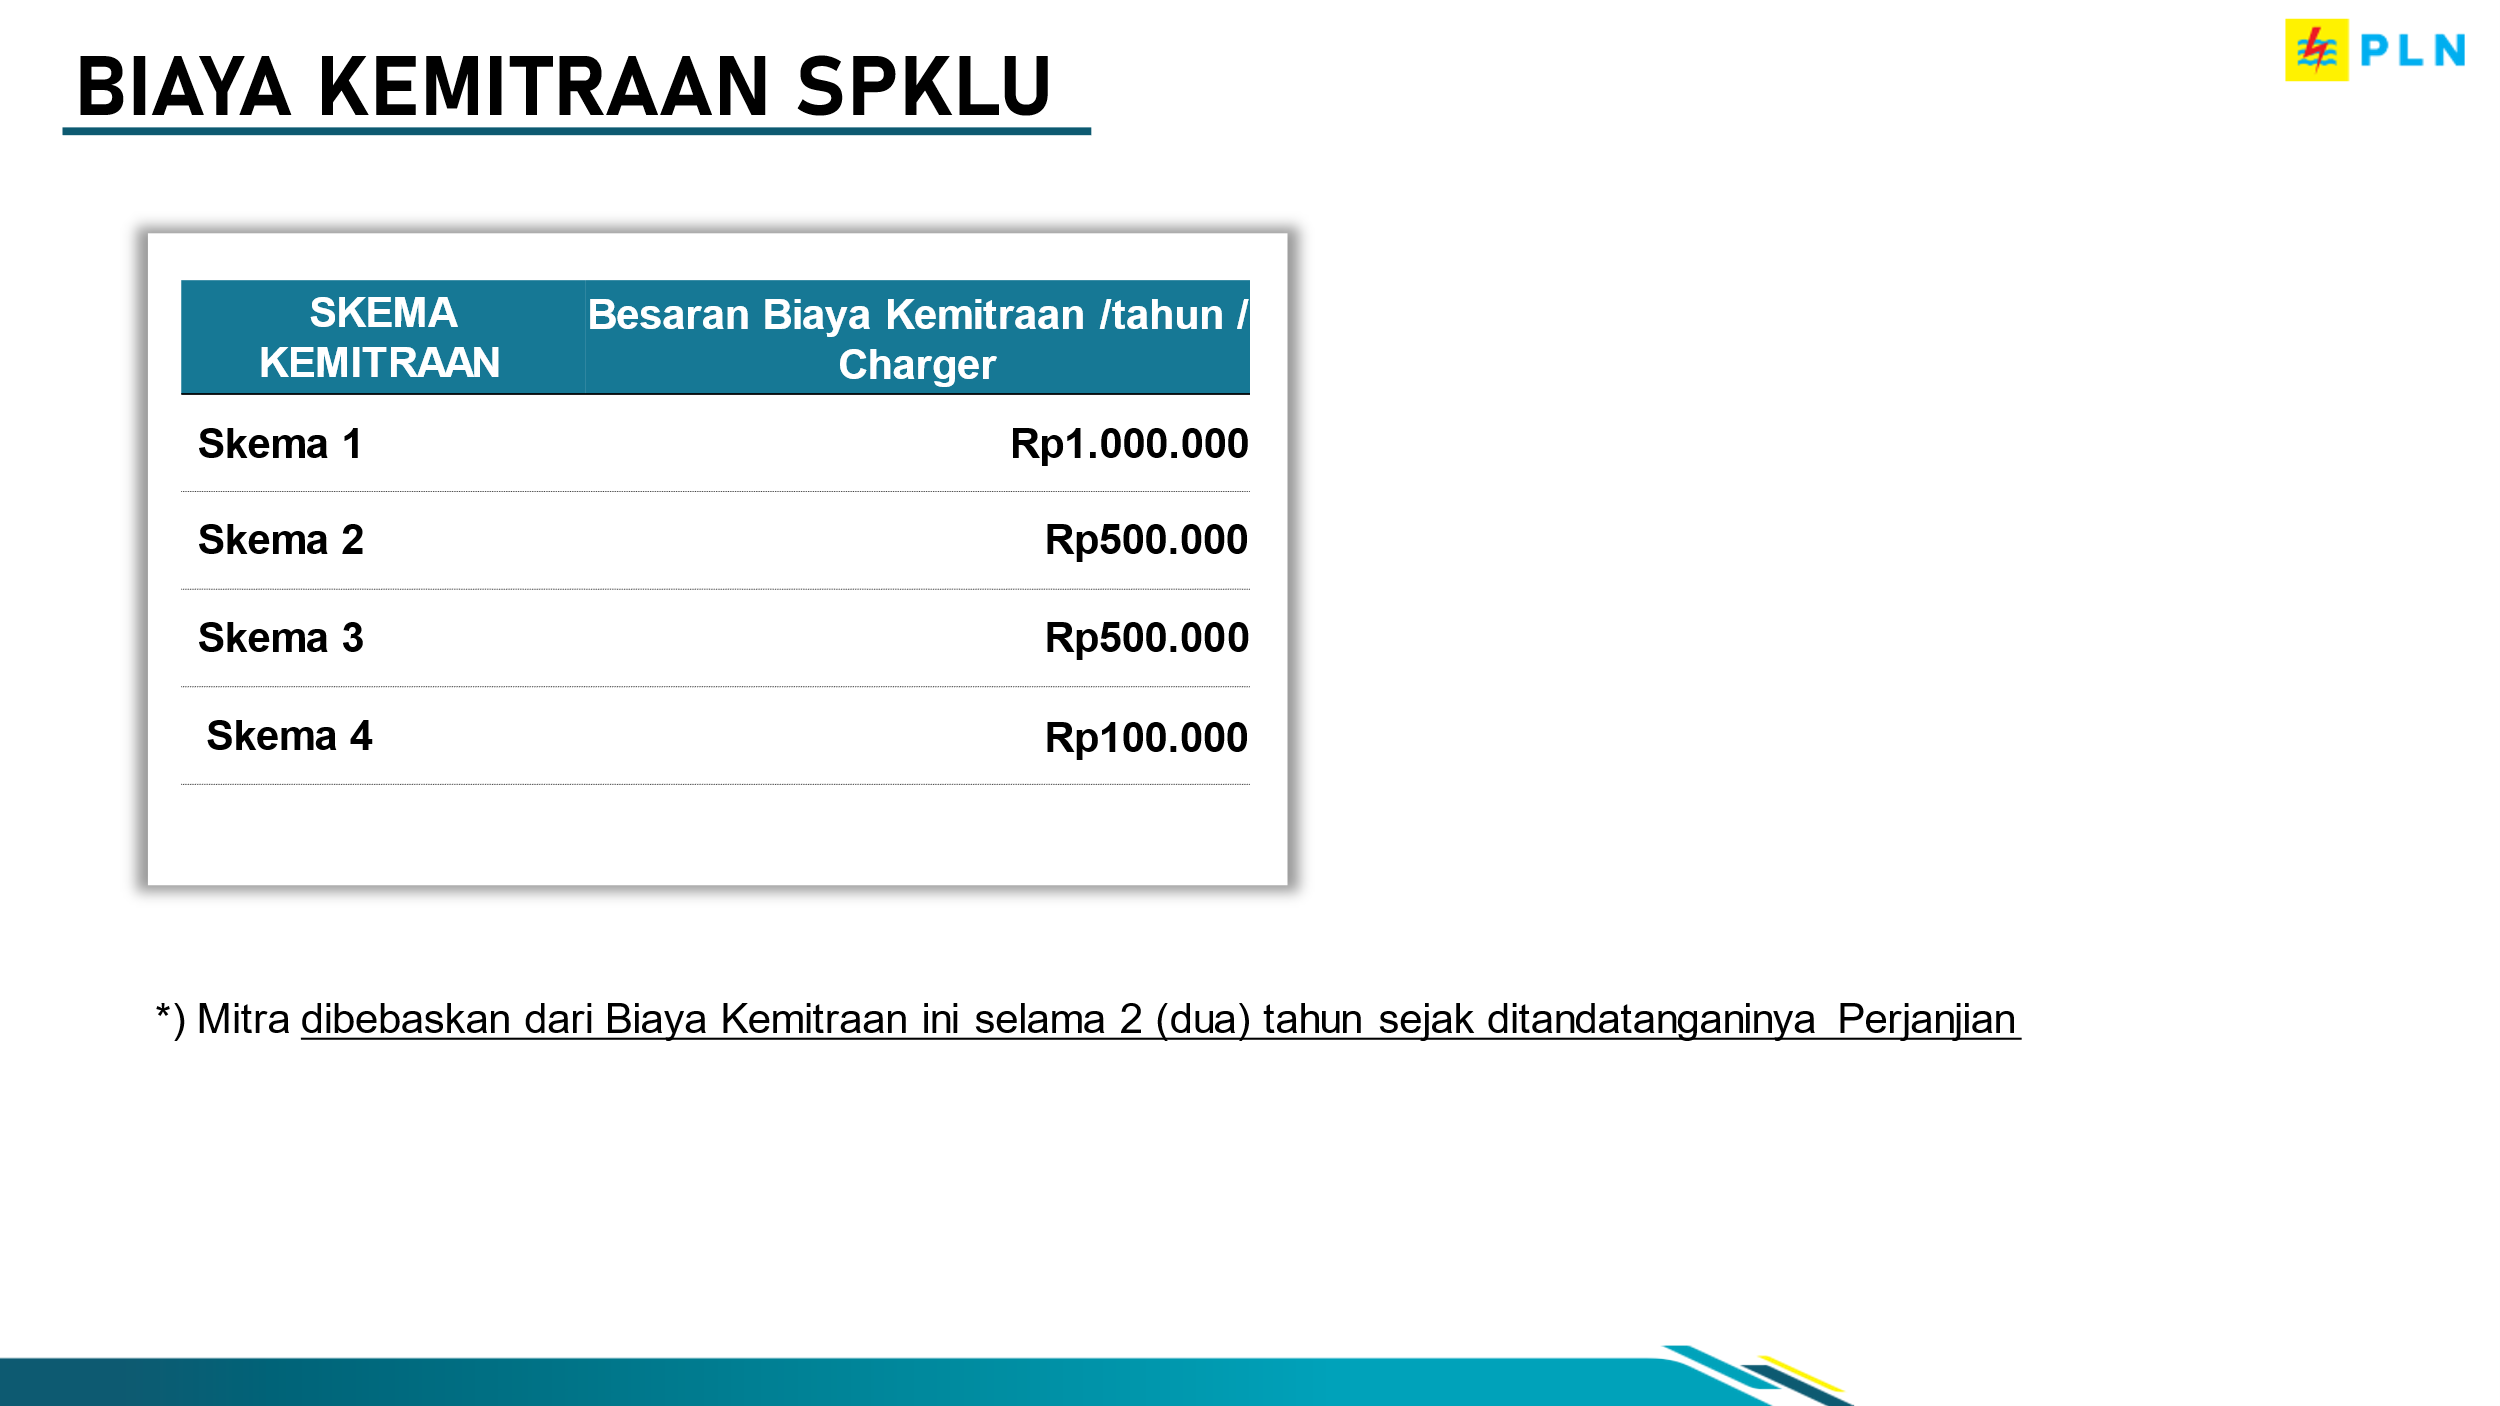 BIAYA KEMITRAAN SPKLU
PLN
SKEMA
KEMITRAAN
Besaran Biaya Kemitraan /tahun /
Charger
Skema 1
Rp1.000.000
Skema 2
Rp500.000
Skema 3
Rp500.000
Skema 4
Rp100.000
*) Mitra dibebaskan dari Biaya Kemitraan ini selama 2 (dua) tahun sejak ditandatanganinya Perjanjian